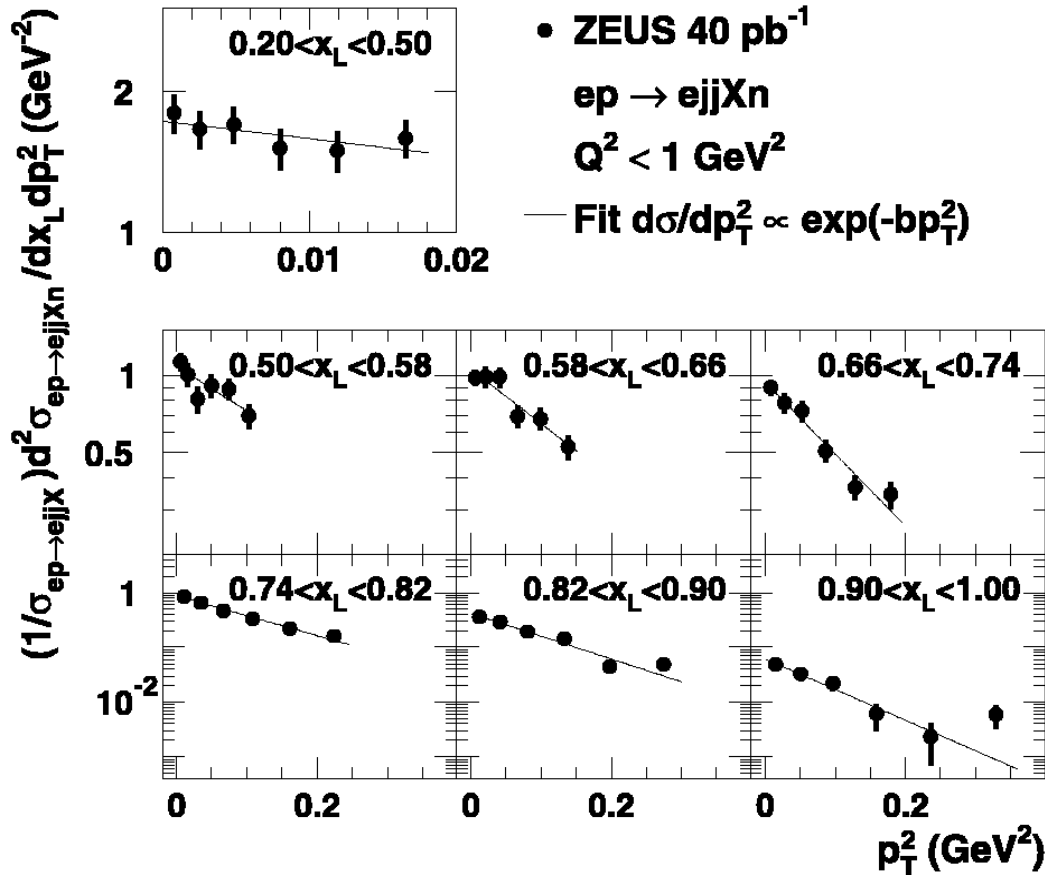 (1/σ_ep→ejjX)d²σ_ep→ejjXn/dx_L dp_T² (GeV⁻²)
0.20<x_L<0.50
2
1
0 0.01 0.02
ZEUS 40 pb⁻¹
ep → ejjXn
Q² < 1 GeV²
Fit dσ/dp_T² ∝ exp(-bp_T²)
0.50<x_L<0.58 0.58<x_L<0.66 0.66<x_L<0.74
1
0.5
0.74<x_L<0.82 0.82<x_L<0.90 0.90<x_L<1.00
1
10⁻²
0 0.2 0 0.2 0 0.2
p_T² (GeV²)